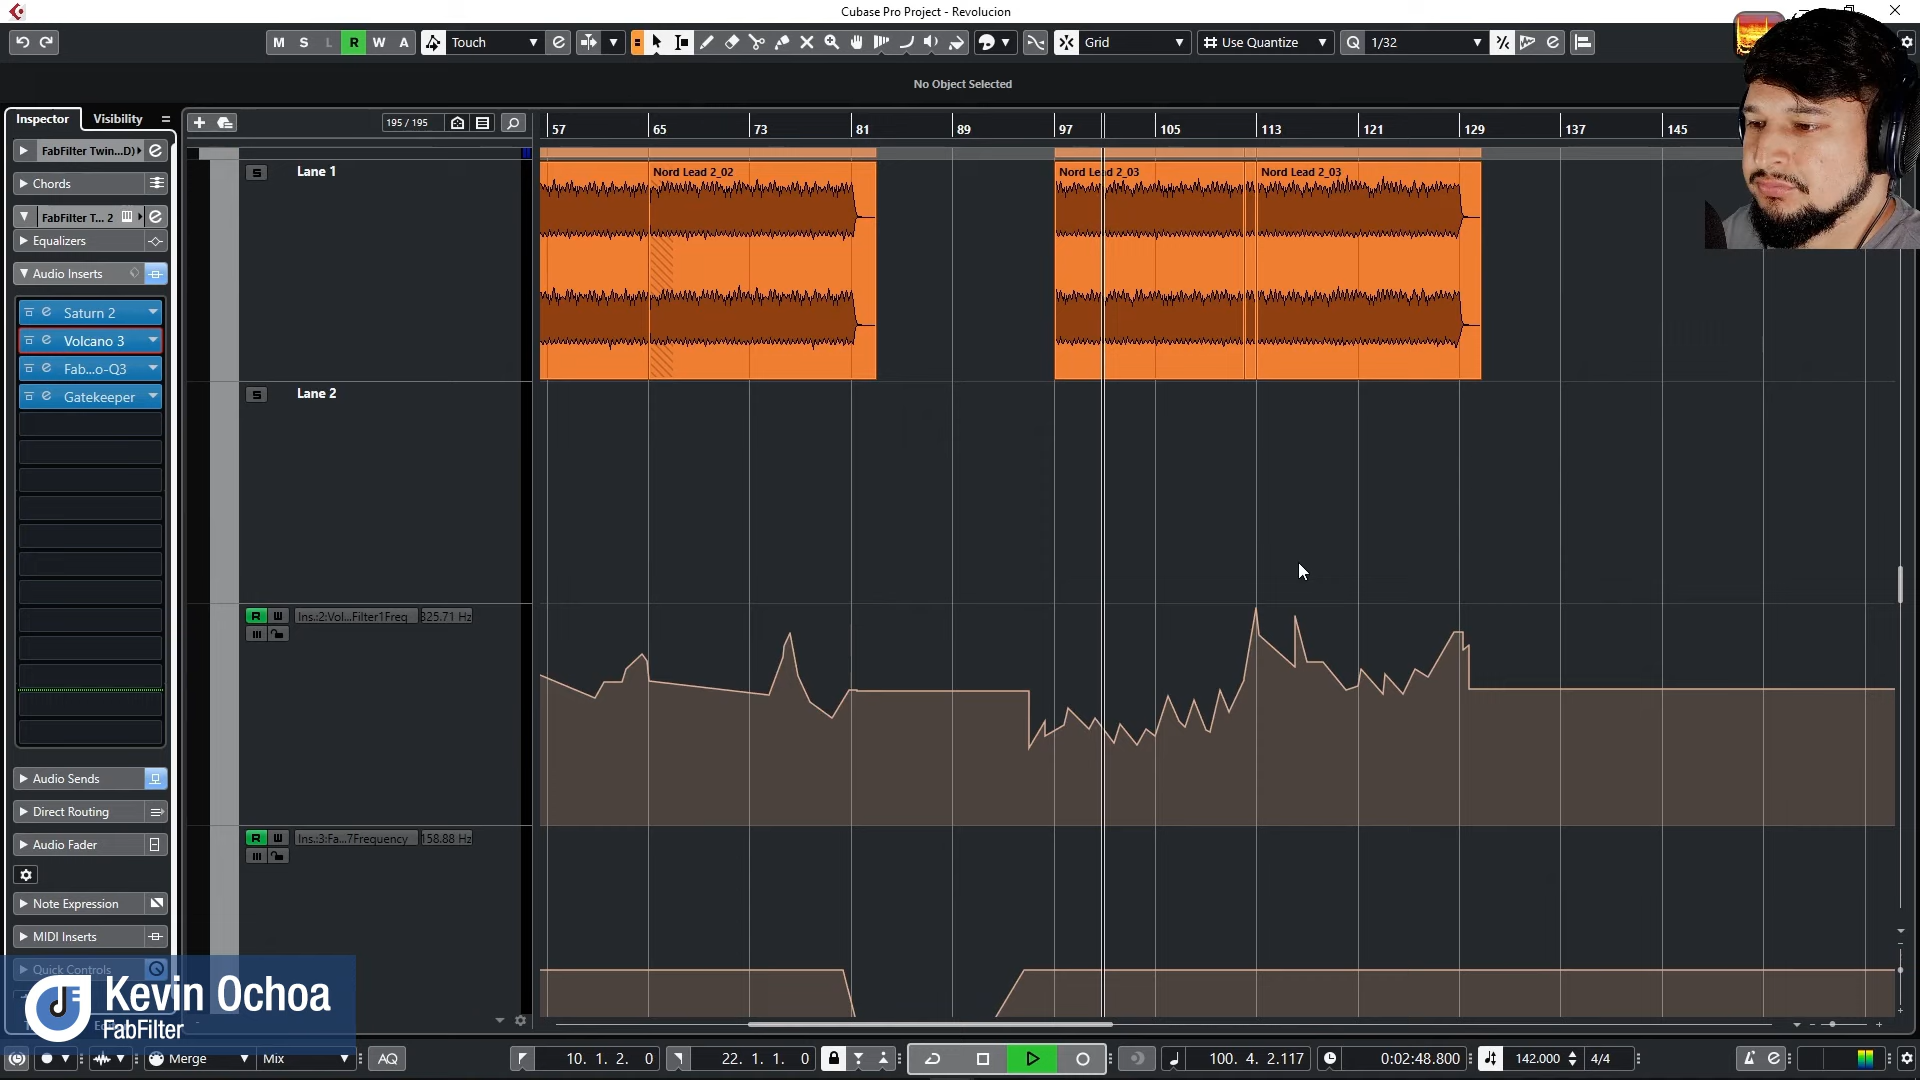 Cubase Pro Project - Revolucion
M S L R W A Touch Grid Use Quantize 1/32
No Object Selected
Inspector Visibility
195 / 195
57 65 73 81 89 97 105 113 121 129 137 145
FabFilter Twin...D)
Chords
FabFilter T... 2
Equalizers
Audio Inserts
Saturn 2
Volcano 3
Fab...o-Q3
Gatekeeper
Audio Sends
Direct Routing
Audio Fader
Note Expression
MIDI Inserts
Quick Controls
S Lane 1
Nord Lead 2_02
Nord Lead 2_03
Nord Lead 2_03
S Lane 2
R W Ins.:2:Vol...Filter1Freq 325.71 Hz
R W Ins.:3:Fa...7Frequency 158.88 Hz
Kevin Ochoa
FabFilter
Merge Mix AQ 10. 1. 2. 0 22. 1. 1. 0 100. 4. 2.117 0:02:48.800 142.000 4/4